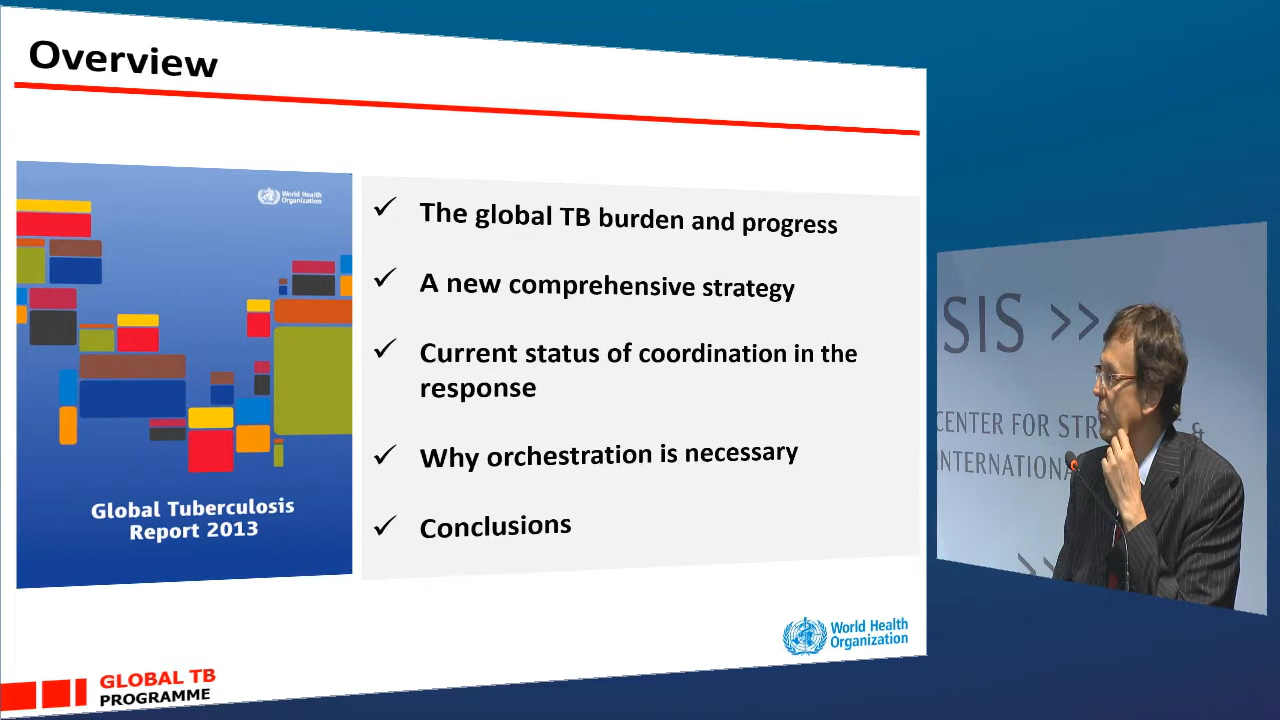 Overview
World Health
Organization
Global Tuberculosis
Report 2013
The global TB burden and progress
A new comprehensive strategy
Current status of coordination in the
response
Why orchestration is necessary
Conclusions
World Health
Organization
GLOBAL TB
PROGRAMME
SIS >>
CENTER FOR &
INTERNATIONAL
>>